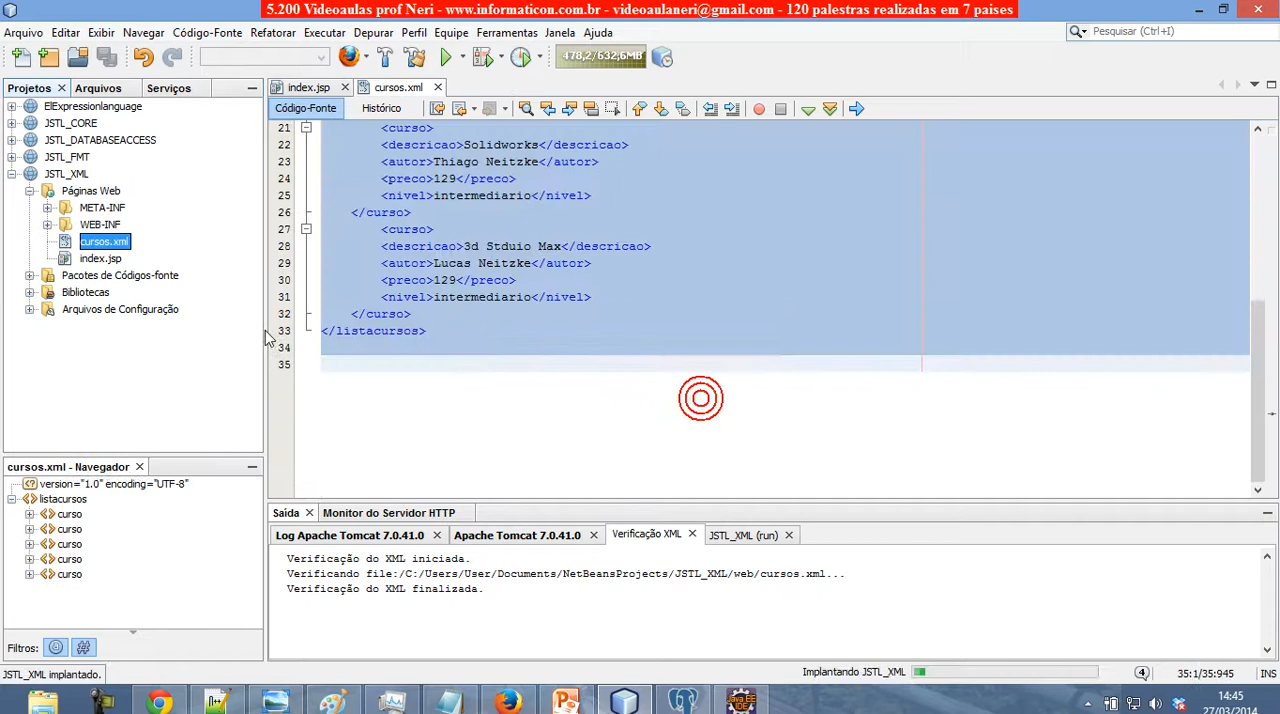 5.200 Videoaulas prof Neri - www.informaticon.com.br - videoaulaneri@gmail.com - 120 palestras realizadas em 7 paises
Arquivo Editar Exibir Navegar Código-Fonte Refatorar Executar Depurar Perfil Equipe Ferramentas Janela Ajuda
Pesquisar (Ctrl+I)
478,2/632,6MB
Projetos Arquivos Serviços
index.jsp cursos.xml
Código-Fonte Histórico
ElExpressionlanguage
JSTL_CORE
JSTL_DATABASEACCESS
JSTL_FMT
JSTL_XML
Páginas Web
META-INF
WEB-INF
cursos.xml
index.jsp
Pacotes de Códigos-fonte
Bibliotecas
Arquivos de Configuração
21 <curso>
22 <descricao>Solidworks</descricao>
23 <autor>Thiago Neitzke</autor>
24 <preco>129</preco>
25 <nivel>intermediario</nivel>
26 </curso>
27 <curso>
28 <descricao>3d Stduio Max</descricao>
29 <autor>Lucas Neitzke</autor>
30 <preco>129</preco>
31 <nivel>intermediario</nivel>
32 </curso>
33 </listacursos>
34
35
cursos.xml - Navegador
version="1.0" encoding="UTF-8"
listacursos
curso
curso
curso
curso
curso
Filtros:
Saída Monitor do Servidor HTTP
Log Apache Tomcat 7.0.41.0 Apache Tomcat 7.0.41.0 Verificação XML JSTL_XML (run)
Verificação do XML iniciada.
Verificando file:/C:/Users/User/Documents/NetBeansProjects/JSTL_XML/web/cursos.xml...
Verificação do XML finalizada.
JSTL_XML implantado.
Implantando JSTL_XML
4
35:1/35:945
INS
14:45
27/03/2014